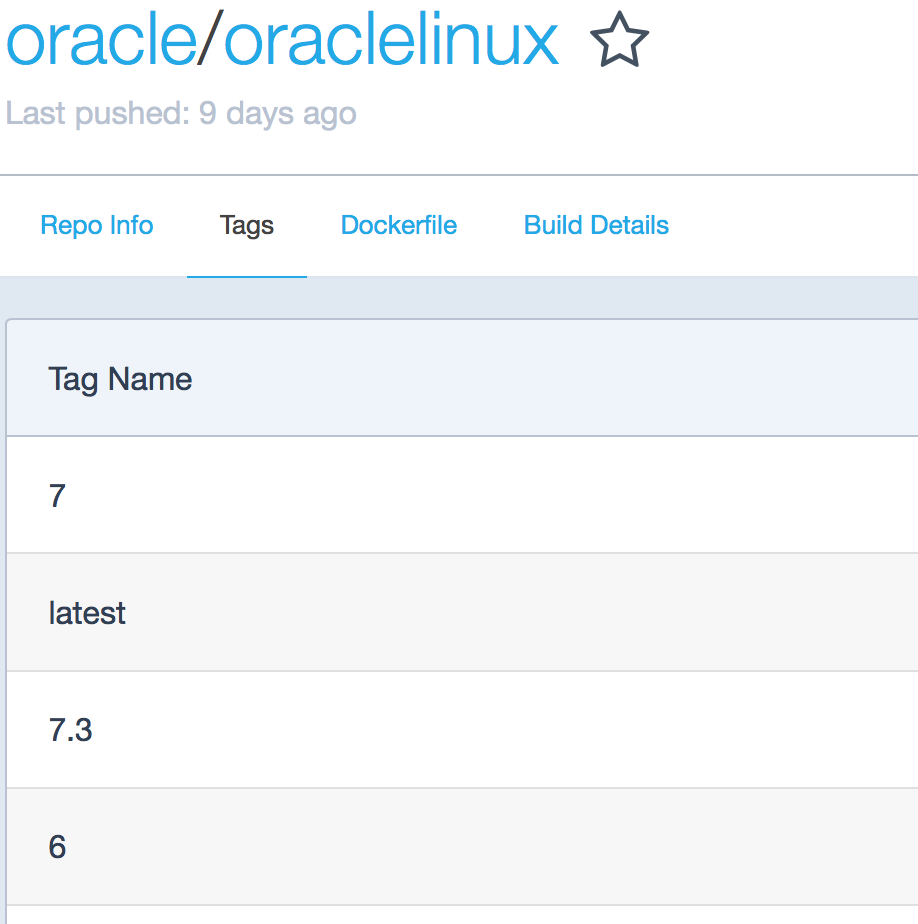 oracle/oraclelinux
Last pushed: 9 days ago
Repo Info Tags Dockerfile Build Details
Tag Name
7
latest
7.3
6